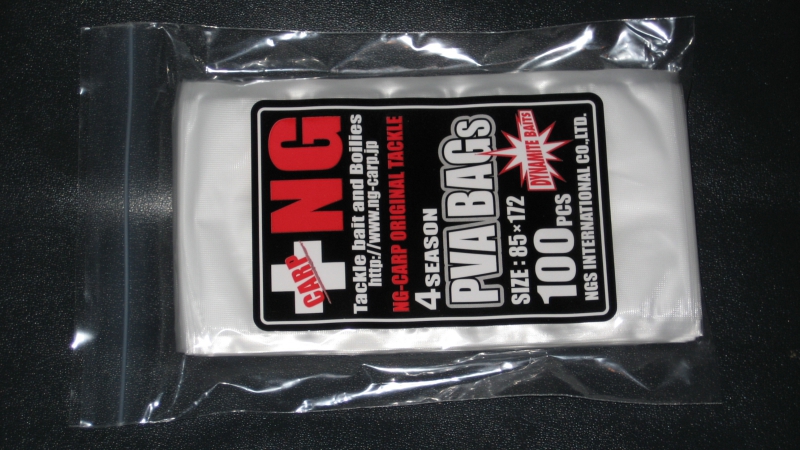 CARP NG
Tackle bait and Boilies
http://www.ng-carp.jp
NG-CARP ORIGINAL TACKLE
4 SEASON
PVA BAGs
SIZE : 85×172
DYNAMITE BAITS
100PCS
NGS INTERNATIONAL CO.,LTD.